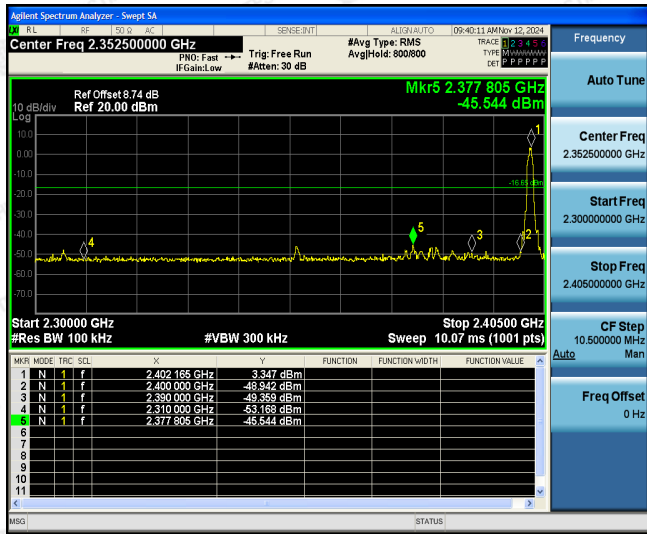 Agilent Spectrum Analyzer - Swept SA
RL RF 50 Ω AC SENSE:INT ALIGNAUTO 09:40:11 AM Nov 12, 2024
Center Freq 2.352500000 GHz
PNO: Fast
IFGain:Low
Trig: Free Run
#Atten: 30 dB
#Avg Type: RMS
Avg|Hold: 800/800
TRACE 1 2 3 4 5 6
TYPE M
DET P P P P P P
Ref Offset 8.74 dB
10 dB/div Ref 20.00 dBm
Log
Mkr5 2.377 805 GHz
-45.544 dBm
10.0
0.00
-10.0
-20.0
-30.0
-40.0
-50.0
-60.0
-70.0
1
-16.65 dBm
5
3
2
4
Start 2.30000 GHz Stop 2.40500 GHz
#Res BW 100 kHz #VBW 300 kHz Sweep 10.07 ms (1001 pts)
MKR MODE TRC SCL X Y FUNCTION FUNCTION WIDTH FUNCTION VALUE
1 N 1 f 2.402 165 GHz 3.347 dBm
2 N 1 f 2.400 000 GHz -48.942 dBm
3 N 1 f 2.390 000 GHz -49.359 dBm
4 N 1 f 2.310 000 GHz -53.168 dBm
5 N 1 f 2.377 805 GHz -45.544 dBm
6
7
8
9
10
11
MSG STATUS
Frequency
Auto Tune
Center Freq
2.352500000 GHz
Start Freq
2.300000000 GHz
Stop Freq
2.405000000 GHz
CF Step
10.500000 MHz
Auto Man
Freq Offset
0 Hz